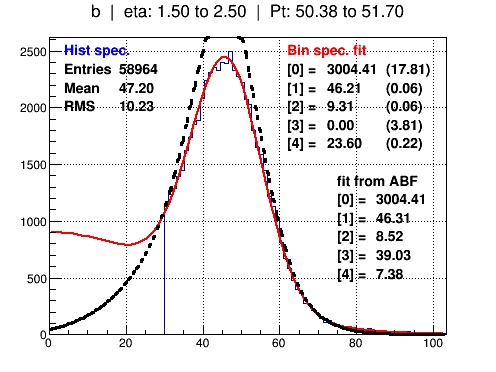 b | eta: 1.50 to 2.50 | Pt: 50.38 to 51.70
Hist spec.
Entries 58964
Mean 47.20
RMS 10.23
Bin spec. fit
[0] = 3004.41 (17.81)
[1] = 46.21 (0.06)
[2] = 9.31 (0.06)
[3] = 0.00 (3.81)
[4] = 23.60 (0.22)
fit from ABF
[0] = 3004.41
[1] = 46.31
[2] = 8.52
[3] = 39.03
[4] = 7.38
2500
2000
1500
1000
500
0
0 20 40 60 80 100